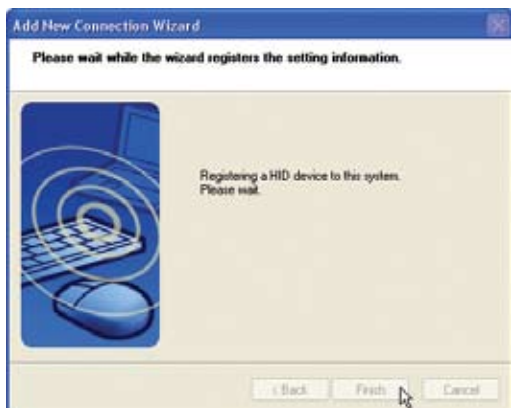 Add New Connection Wizard
Please wait while the wizard registers the setting information.
Registering a HID device to this system.
Please wait.
< Back
Finish
Cancel